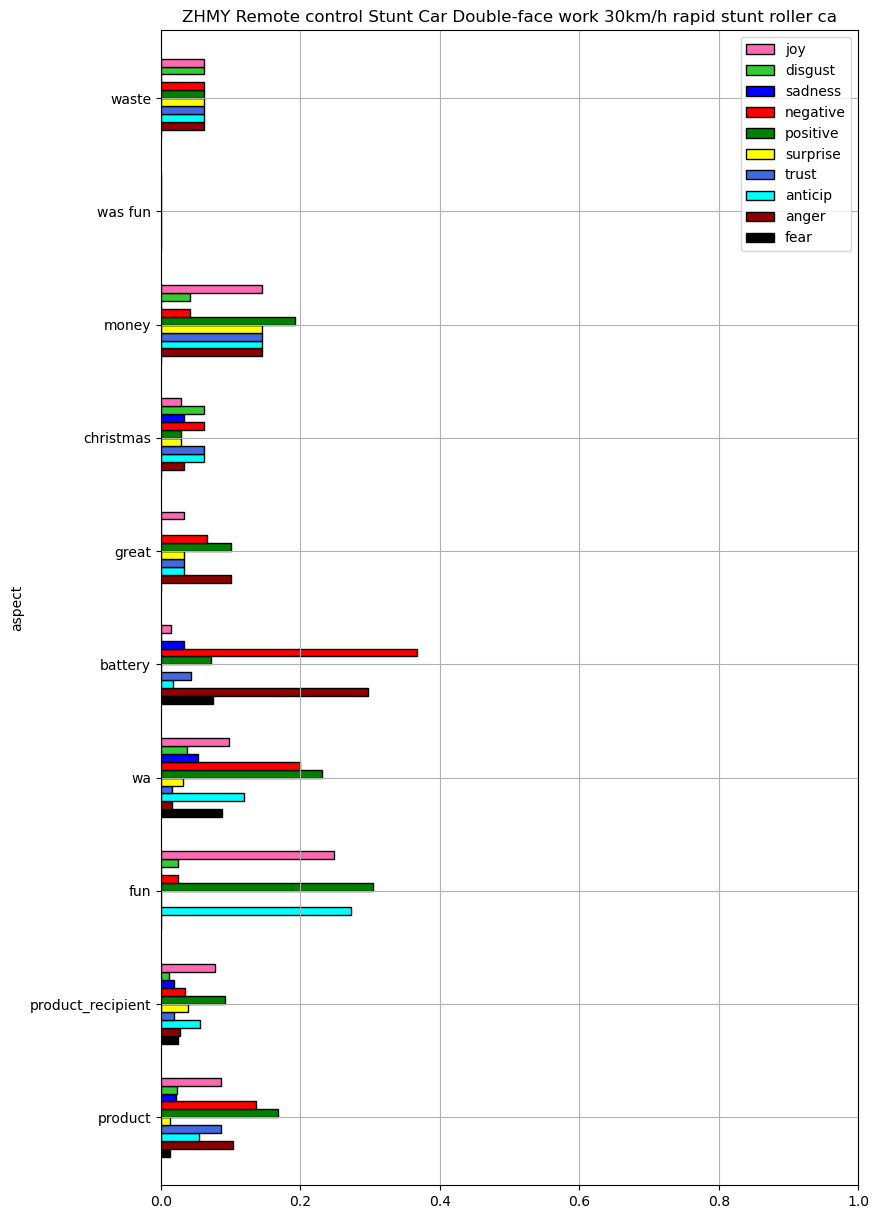 ZHMY Remote control Stunt Car Double-face work 30km/h rapid stunt roller ca
joy
disgust
sadness
negative
positive
surprise
trust
anticip
anger
fear
waste
was fun
money
christmas
great
battery
wa
fun
product_recipient
product
aspect
0.0 0.2 0.4 0.6 0.8 1.0